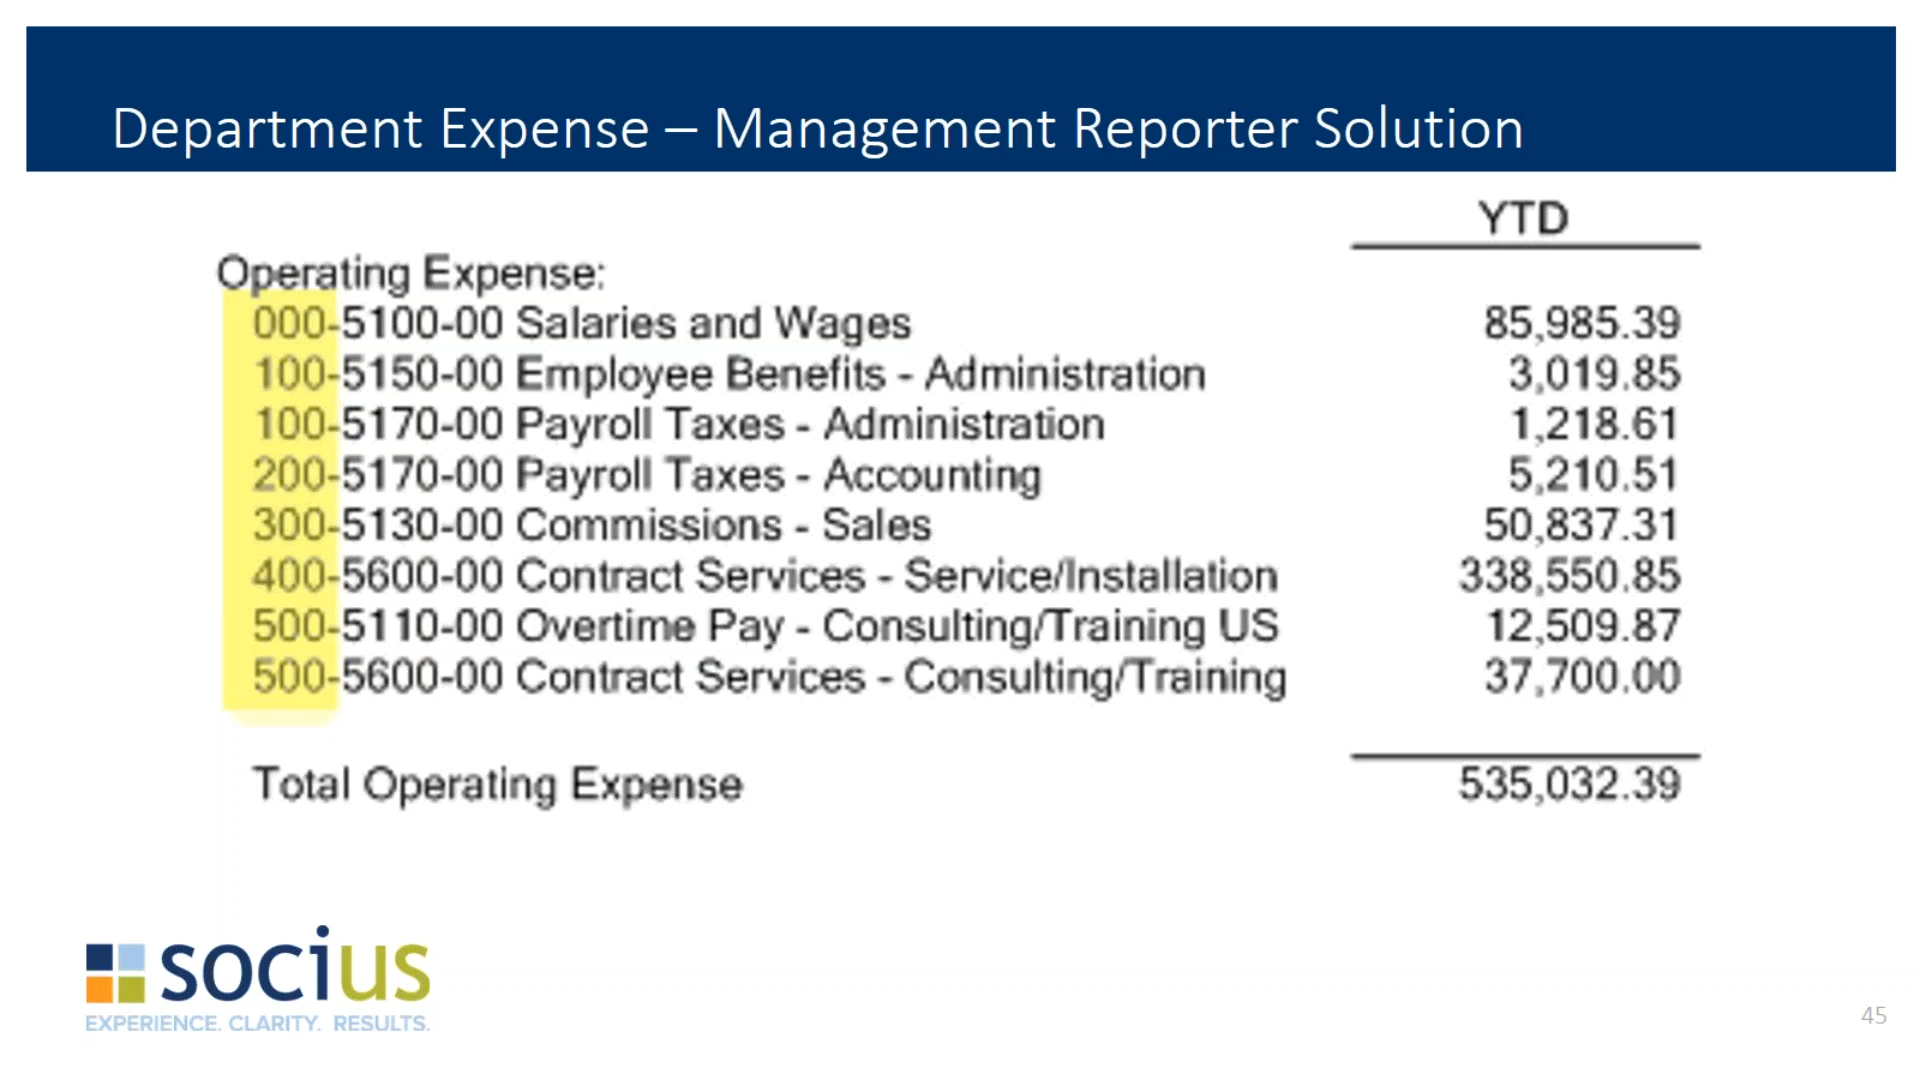 Department Expense – Management Reporter Solution
YTD
Operating Expense:
000-5100-00 Salaries and Wages 85,985.39
100-5150-00 Employee Benefits - Administration 3,019.85
100-5170-00 Payroll Taxes - Administration 1,218.61
200-5170-00 Payroll Taxes - Accounting 5,210.51
300-5130-00 Commissions - Sales 50,837.31
400-5600-00 Contract Services - Service/Installation 338,550.85
500-5110-00 Overtime Pay - Consulting/Training US 12,509.87
500-5600-00 Contract Services - Consulting/Training 37,700.00
Total Operating Expense 535,032.39
socius
EXPERIENCE. CLARITY. RESULTS.
45